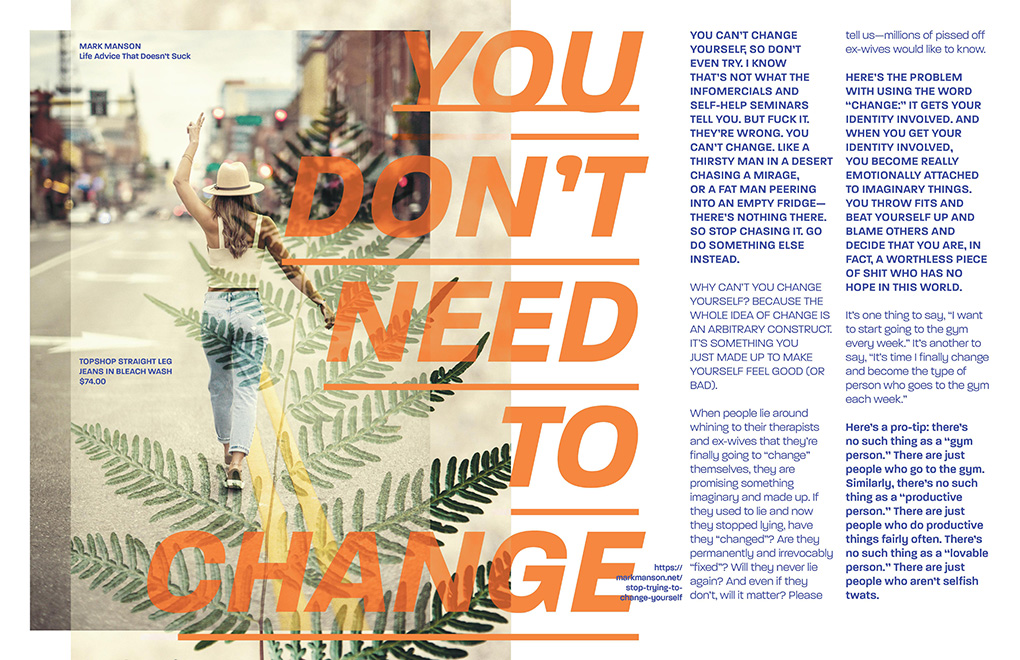 MARK MANSON
Life Advice That Doesn't Suck
TOPSHOP STRAIGHT LEG
JEANS IN BLEACH WASH
$74.00
YOU
DON'T
NEED
TO
CHANGE
https://
markmanson.net/
stop-trying-to-
change-yourself
YOU CAN'T CHANGE
YOURSELF, SO DON'T
EVEN TRY. I KNOW
THAT'S NOT WHAT THE
INFOMERCIALS AND
SELF-HELP SEMINARS
TELL YOU. BUT FUCK IT.
THEY'RE WRONG. YOU
CAN'T CHANGE. LIKE A
THIRSTY MAN IN A DESERT
CHASING A MIRAGE,
OR A FAT MAN PEERING
INTO AN EMPTY FRIDGE—
THERE'S NOTHING THERE.
SO STOP CHASING IT. GO
DO SOMETHING ELSE
INSTEAD.
WHY CAN'T YOU CHANGE
YOURSELF? BECAUSE THE
WHOLE IDEA OF CHANGE IS
AN ARBITRARY CONSTRUCT.
IT'S SOMETHING YOU
JUST MADE UP TO MAKE
YOURSELF FEEL GOOD (OR
BAD).
When people lie around
whining to their therapists
and ex-wives that they're
finally going to “change”
themselves, they are
promising something
imaginary and made up. If
they used to lie and now
they stopped lying, have
they “changed”? Are they
permanently and irrevocably
“fixed”? Will they never lie
again? And even if they
don't, will it matter? Please
tell us—millions of pissed off
ex-wives would like to know.
HERE'S THE PROBLEM
WITH USING THE WORD
“CHANGE:” IT GETS YOUR
IDENTITY INVOLVED. AND
WHEN YOU GET YOUR
IDENTITY INVOLVED,
YOU BECOME REALLY
EMOTIONALLY ATTACHED
TO IMAGINARY THINGS.
YOU THROW FITS AND
BEAT YOURSELF UP AND
BLAME OTHERS AND
DECIDE THAT YOU ARE, IN
FACT, A WORTHLESS PIECE
OF SHIT WHO HAS NO
HOPE IN THIS WORLD.
It's one thing to say, “I want
to start going to the gym
every week.” It's another to
say, “It's time I finally change
and become the type of
person who goes to the gym
each week.”
Here's a pro-tip: there's
no such thing as a “gym
person.” There are just
people who go to the gym.
Similarly, there's no such
thing as a “productive
person.” There are just
people who do productive
things fairly often. There's
no such thing as a “lovable
person.” There are just
people who aren't selfish
twats.